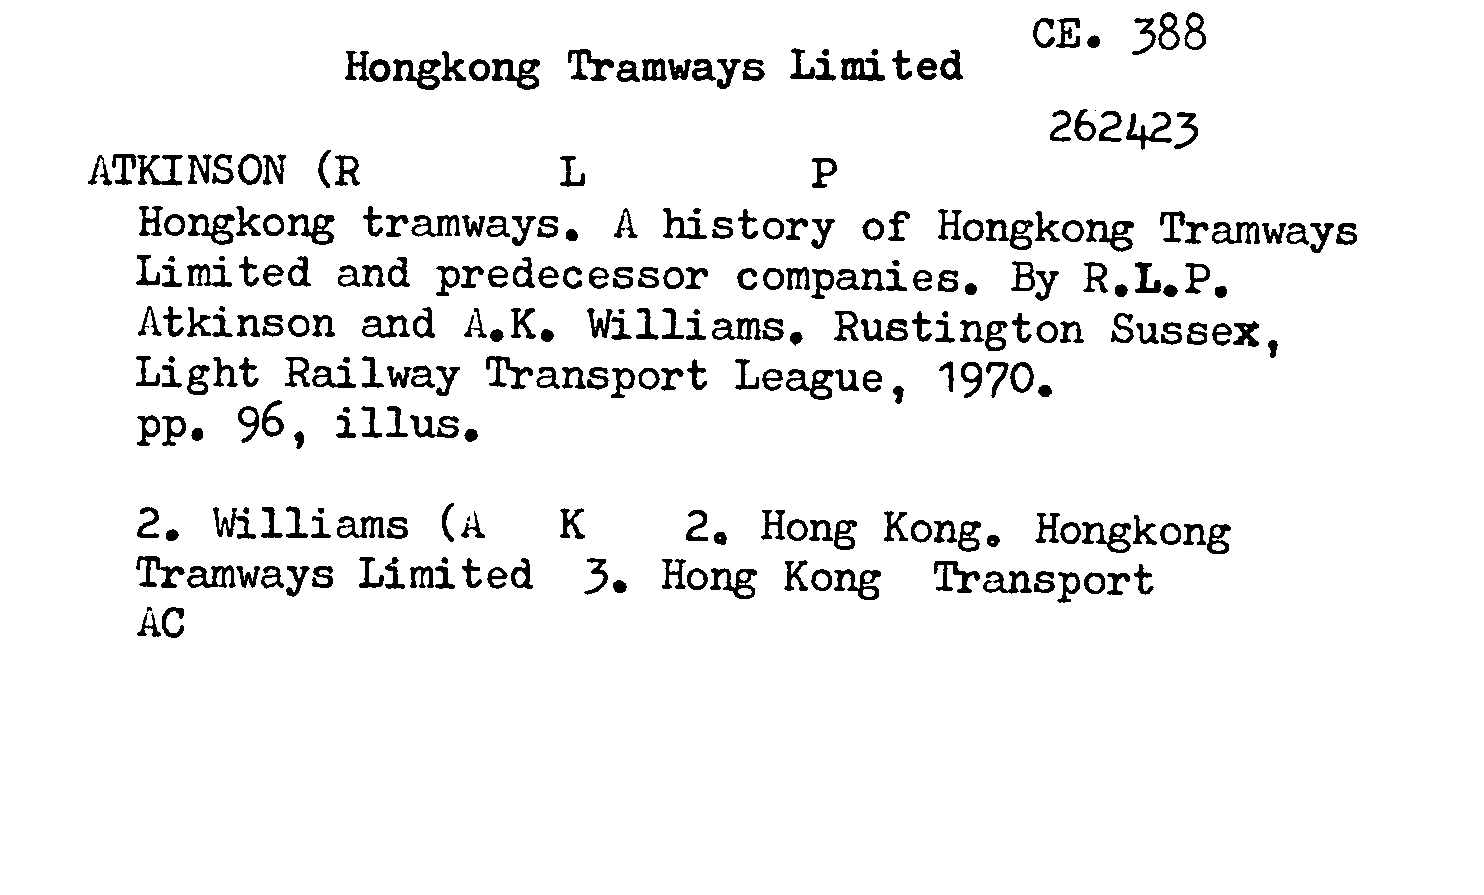 CE. 388
Hongkong Tramways Limited
262423
ATKINSON (R L P
Hongkong tramways. A history of Hongkong Tramways
Limited and predecessor companies. By R.L.P.
Atkinson and A.K. Williams. Rustington Sussex,
Light Railway Transport League, 1970.
pp. 96, illus.
2. Williams (A K 2. Hong Kong. Hongkong
Tramways Limited 3. Hong Kong Transport
AC